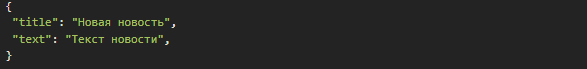 {
"title": "Новая новость",
"text": "Текст новости",
}